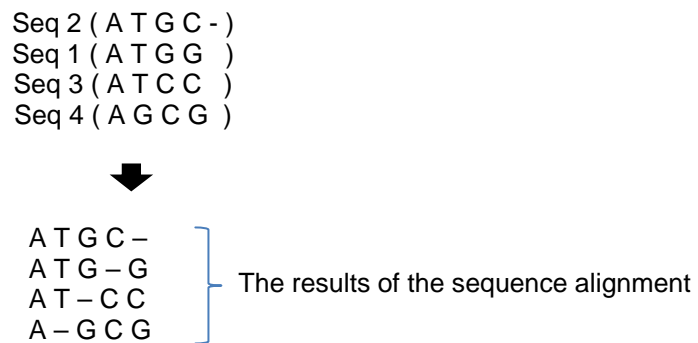 Seq 2 ( A T G C - )
Seq 1 ( A T G G )
Seq 3 ( A T C C )
Seq 4 ( A G C G )
A T G C –
A T G – G
The results of the sequence alignment
A T – C C
A – G C G